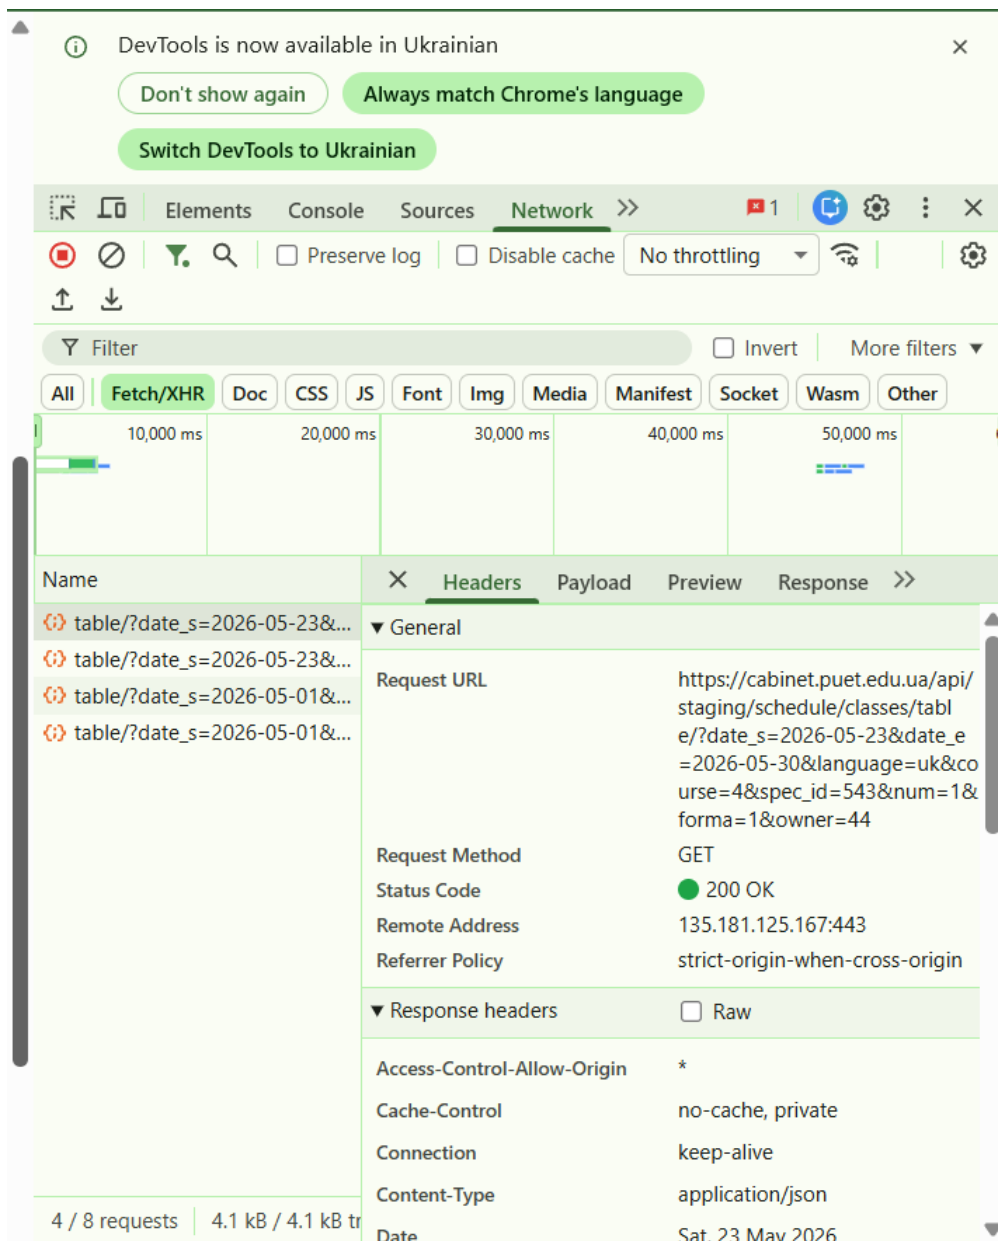 DevTools is now available in Ukrainian
Don't show again
Always match Chrome's language
Switch DevTools to Ukrainian
Elements Console Sources Network 1
Preserve log Disable cache No throttling
Filter Invert More filters
All Fetch/XHR Doc CSS JS Font Img Media Manifest Socket Wasm Other
10,000 ms 20,000 ms 30,000 ms 40,000 ms 50,000 ms
Name
table/?date_s=2026-05-23&...
table/?date_s=2026-05-23&...
table/?date_s=2026-05-01&...
table/?date_s=2026-05-01&...
4 / 8 requests 4.1 kB / 4.1 kB tr
Headers Payload Preview Response
General
Request URL
https://cabinet.puet.edu.ua/api/
staging/schedule/classes/tabl
e/?date_s=2026-05-23&date_e
=2026-05-30&language=uk&co
urse=4&spec_id=543&num=1&
forma=1&owner=44
Request Method GET
Status Code 200 OK
Remote Address 135.181.125.167:443
Referrer Policy strict-origin-when-cross-origin
Response headers Raw
Access-Control-Allow-Origin *
Cache-Control no-cache, private
Connection keep-alive
Content-Type application/json
Date Sat, 23 May 2026